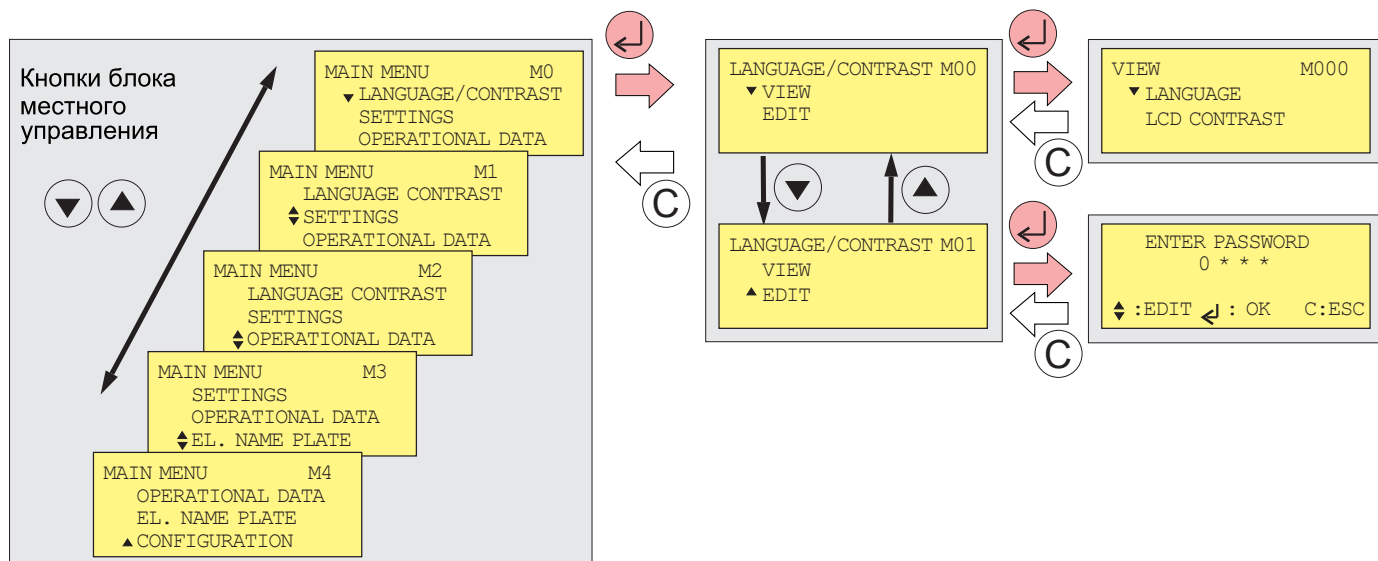 Кнопки блока
местного
управления
MAIN MENU M0
LANGUAGE/CONTRAST
SETTINGS
OPERATIONAL DATA
MAIN MENU M1
LANGUAGE CONTRAST
SETTINGS
OPERATIONAL DATA
MAIN MENU M2
LANGUAGE CONTRAST
SETTINGS
OPERATIONAL DATA
MAIN MENU M3
SETTINGS
OPERATIONAL DATA
EL. NAME PLATE
MAIN MENU M4
OPERATIONAL DATA
EL. NAME PLATE
CONFIGURATION
C
LANGUAGE/CONTRAST M00
VIEW
EDIT
LANGUAGE/CONTRAST M01
VIEW
EDIT
C
VIEW M000
LANGUAGE
LCD CONTRAST
C
ENTER PASSWORD
0 * * *
:EDIT : OK C:ESC